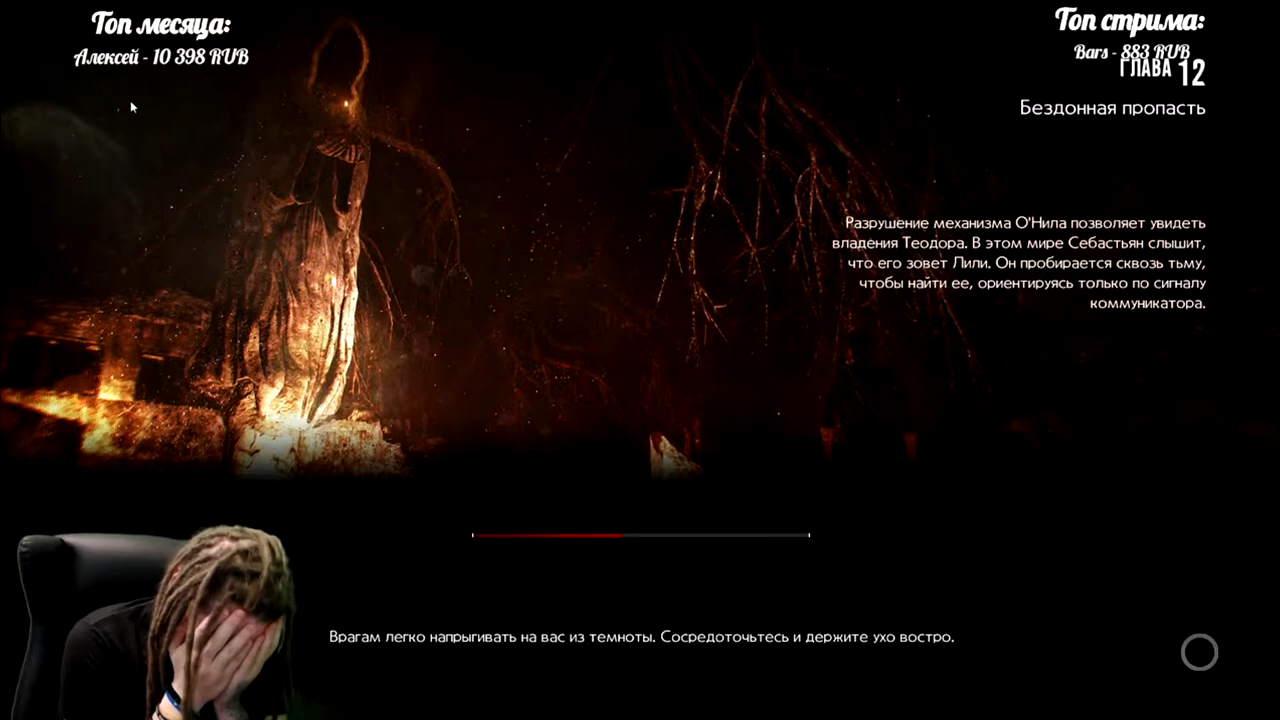 Топ месяца:
Алексей - 10 398 RUB
Топ стрима:
Bars - 883 RUB
ГЛАВА 12
Бездонная пропасть
Разрушение механизма О'Нила позволяет увидеть
владения Теодора. В этом мире Себастьян слышит,
что его зовет Лили. Он пробирается сквозь тьму,
чтобы найти ее, ориентируясь только по сигналу
коммуникатора.
Врагам легко напрыгивать на вас из темноты. Сосредоточьтесь и держите ухо востро.